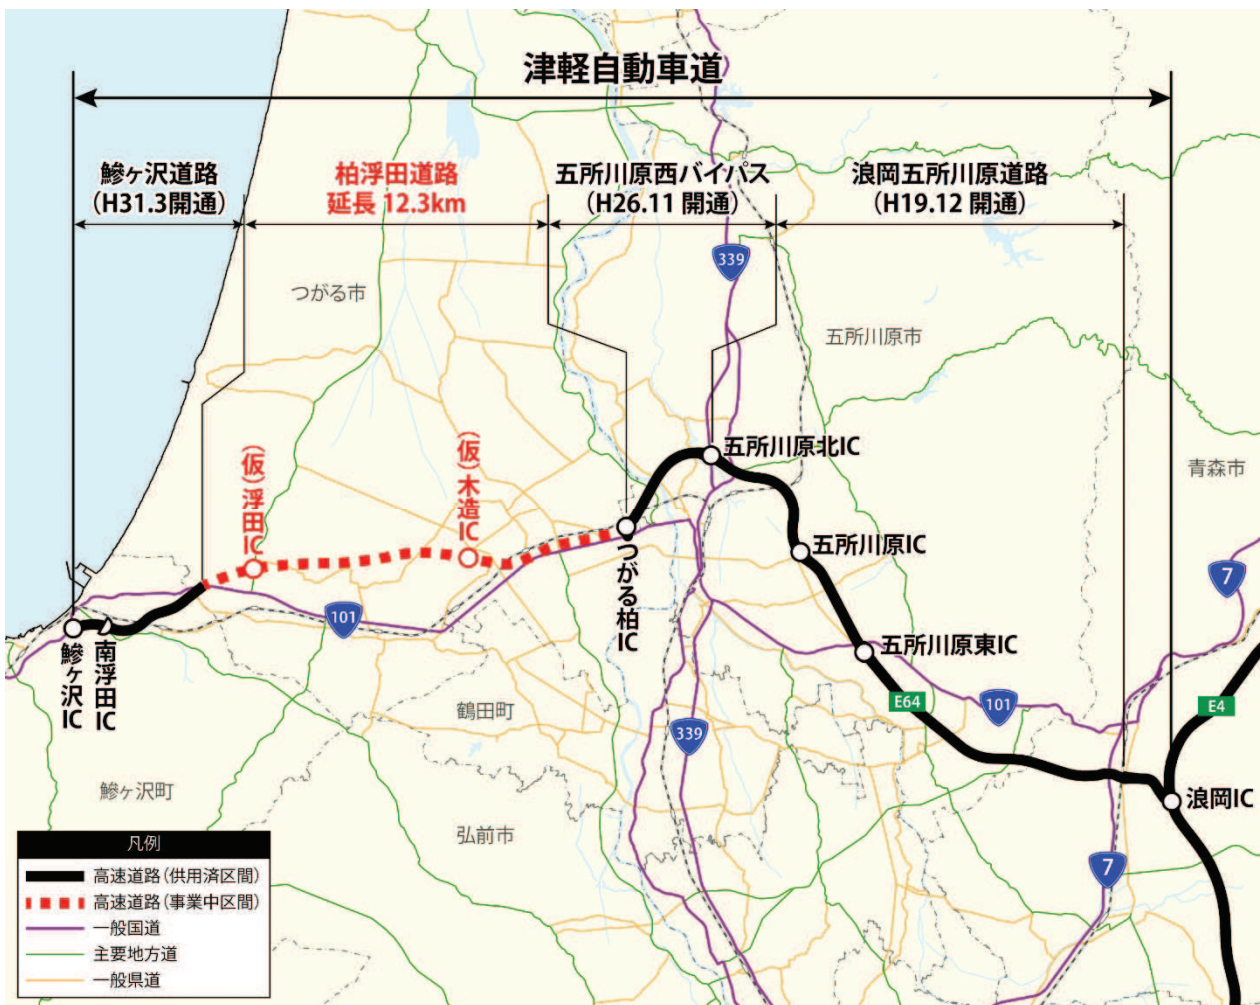 津軽自動車道
鰺ヶ沢道路
(H31.3開通)
柏浮田道路
延長 12.3km
五所川原西バイパス
(H26.11 開通)
浪岡五所川原道路
(H19.12 開通)
339
つがる市
五所川原市
青森市
五所川原北IC
(仮)浮田IC
(仮)木造IC
五所川原IC
つがる柏IC
7
101
鰺ヶ沢IC
南浮田IC
五所川原東IC
E64
101
E4
鶴田町
339
鰺ヶ沢町
浪岡IC
弘前市
7
凡例
高速道路(供用済区間)
高速道路(事業中区間)
一般国道
主要地方道
一般県道